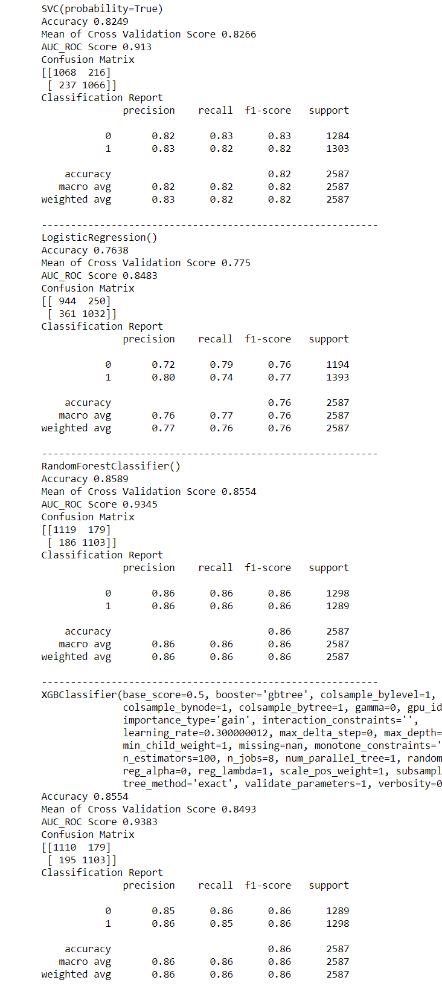 SVC(probability=True)
Accuracy 0.8249
Mean of Cross Validation Score 0.8266
AUC_ROC Score 0.913
Confusion Matrix
[[1068  216]
 [ 237 1066]]
Classification Report
              precision    recall  f1-score   support

           0       0.82      0.83      0.83      1284
           1       0.83      0.82      0.82      1303

    accuracy                           0.82      2587
   macro avg       0.82      0.82      0.82      2587
weighted avg       0.83      0.82      0.82      2587

----------------------------------------------------------
LogisticRegression()
Accuracy 0.7638
Mean of Cross Validation Score 0.775
AUC_ROC Score 0.8483
Confusion Matrix
[[ 944  250]
 [ 361 1032]]
Classification Report
              precision    recall  f1-score   support

           0       0.72      0.79      0.76      1194
           1       0.80      0.74      0.77      1393

    accuracy                           0.76      2587
   macro avg       0.76      0.77      0.76      2587
weighted avg       0.77      0.76      0.76      2587

----------------------------------------------------------
RandomForestClassifier()
Accuracy 0.8589
Mean of Cross Validation Score 0.8554
AUC_ROC Score 0.9345
Confusion Matrix
[[1119  179]
 [ 186 1103]]
Classification Report
              precision    recall  f1-score   support

           0       0.86      0.86      0.86      1298
           1       0.86      0.86      0.86      1289

    accuracy                           0.86      2587
   macro avg       0.86      0.86      0.86      2587
weighted avg       0.86      0.86      0.86      2587

----------------------------------------------------------
XGBClassifier(base_score=0.5, booster='gbtree', colsample_bylevel=1,
              colsample_bynode=1, colsample_bytree=1, gamma=0, gpu_id
              importance_type='gain', interaction_constraints='',
              learning_rate=0.300000012, max_delta_step=0, max_depth=
              min_child_weight=1, missing=nan, monotone_constraints='
              n_estimators=100, n_jobs=8, num_parallel_tree=1, random
              reg_alpha=0, reg_lambda=1, scale_pos_weight=1, subsampl
              tree_method='exact', validate_parameters=1, verbosity=0
Accuracy 0.8554
Mean of Cross Validation Score 0.8493
AUC_ROC Score 0.9383
Confusion Matrix
[[1110  179]
 [ 195 1103]]
Classification Report
              precision    recall  f1-score   support

           0       0.85      0.86      0.86      1289
           1       0.86      0.85      0.86      1298

    accuracy                           0.86      2587
   macro avg       0.86      0.86      0.86      2587
weighted avg       0.86      0.86      0.86      2587